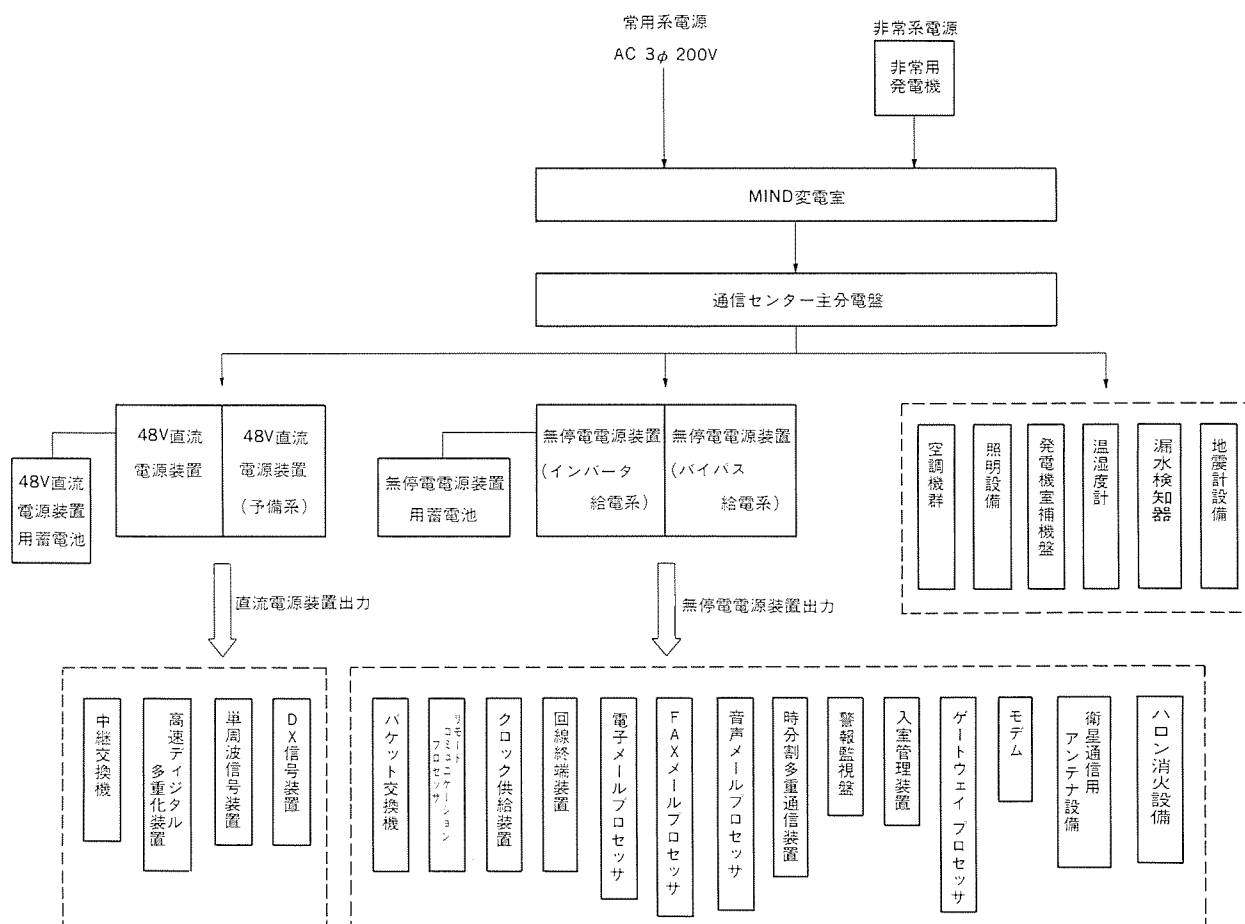 常用系電源
AC 3φ 200V
非常系電源
非常用
発電機
MIND変電室
通信センター主分電盤
48V直流
電源装置
48V直流
電源装置
(予備系)
48V直流
電源装置
用蓄電池
無停電電源装置
(インバータ
給電系)
無停電電源装置
(バイパス
給電系)
無停電電源装置
用蓄電池
空調機群
照明設備
発電機室補機盤
温湿度計
漏水検知器
地震計設備
直流電源装置出力
無停電電源装置出力
中継交換機
高速ディジタル
多重化装置
単周波信号装置
DX信号装置
パケット交換機
リモート
コミュニケーション
プロセッサ
クロック供給装置
回線終端装置
電子メールプロセッサ
FAXメールプロセッサ
音声メールプロセッサ
時分割多重通信装置
警報監視盤
入室管理装置
ゲートウェイ プロセッサ
モデム
衛星通信用
アンテナ設備
ハロン消火設備